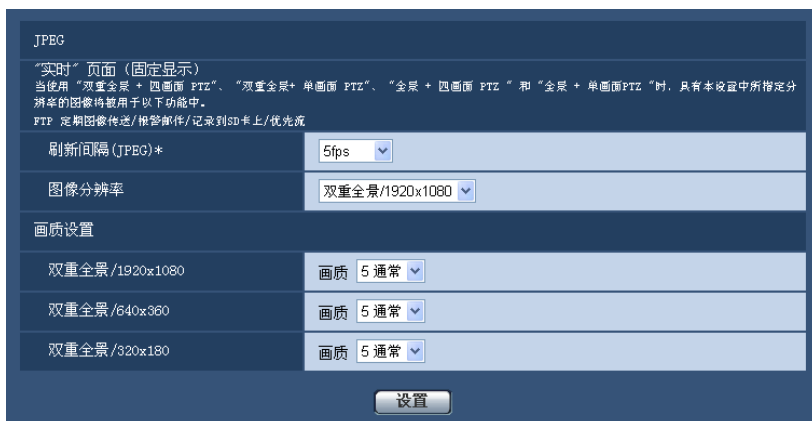 JPEG
“实时” 页面 (固定显示)
当使用 “双重全景 + 四画面 PTZ”、 “双重全景+ 单画面 PTZ”、 “全景 + 四画面 PTZ ” 和 “全景 + 单画面PTZ ”时，具有本设置中所指定分
辨率的图像将被用于以下功能中。
FTP 定期图像传送/报警邮件/记录到SD卡上/优先流
刷新间隔(JPEG)* 5fps
图像分辨率 双重全景/1920x1080
画质设置
双重全景/1920x1080 画质 5 通常
双重全景/640x360 画质 5 通常
双重全景/320x180 画质 5 通常
设置